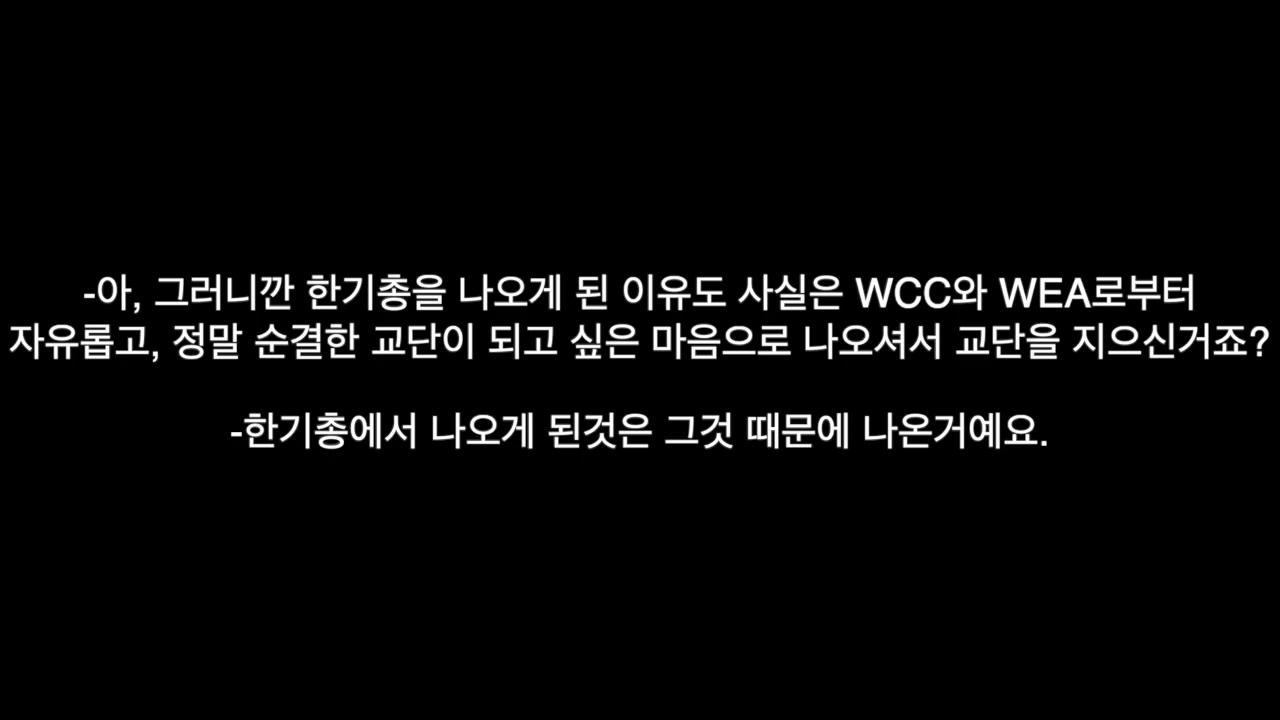 -아, 그러니깐 한기총을 나오게 된 이유도 사실은 WCC와 WEA로부터
자유롭고, 정말 순결한 교단이 되고 싶은 마음으로 나오셔서 교단을 지으신거죠?
-한기총에서 나오게 된것은 그것 때문에 나온거예요.